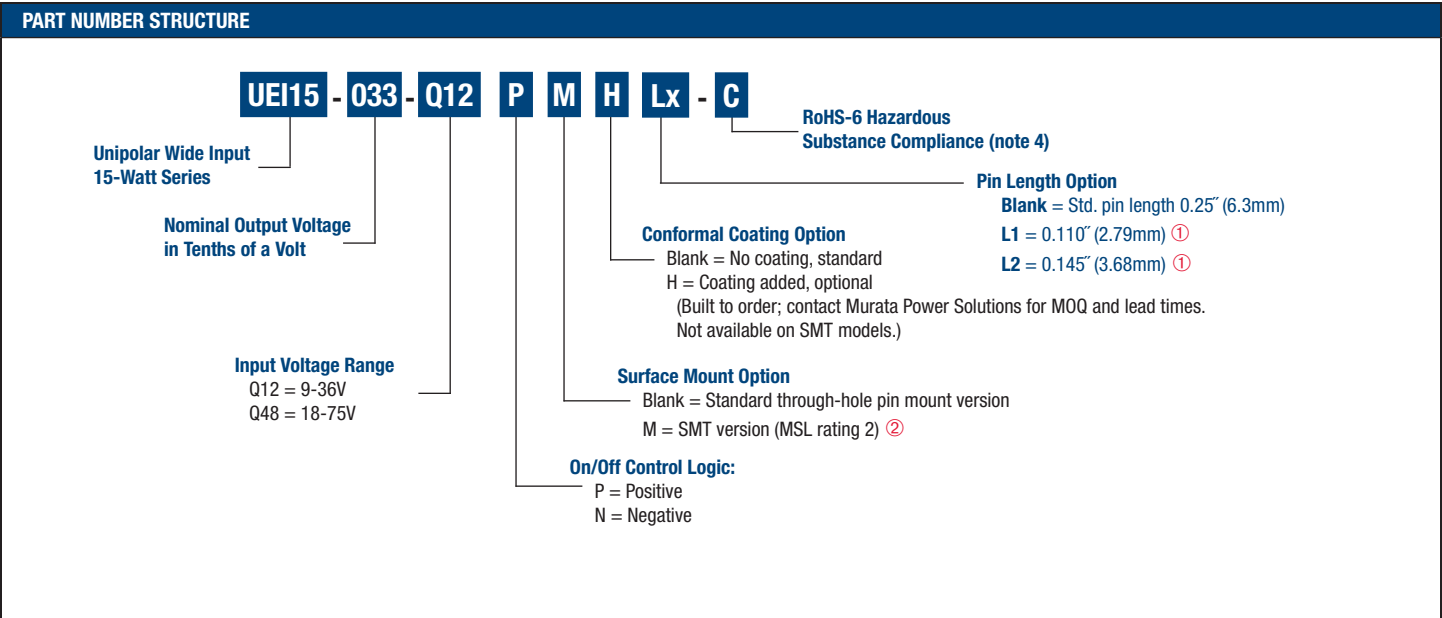 PART NUMBER STRUCTURE
UEI15 - 033 - Q12 P M H Lx - C
RoHS-6 Hazardous
Substance Compliance (note 4)
Unipolar Wide Input
15-Watt Series
Pin Length Option
Blank = Std. pin length 0.25˝ (6.3mm)
L1 = 0.110˝ (2.79mm) ①
L2 = 0.145˝ (3.68mm) ①
Nominal Output Voltage
in Tenths of a Volt
Conformal Coating Option
Blank = No coating, standard
H = Coating added, optional
(Built to order; contact Murata Power Solutions for MOQ and lead times.
Not available on SMT models.)
Input Voltage Range
Q12 = 9-36V
Q48 = 18-75V
Surface Mount Option
Blank = Standard through-hole pin mount version
M = SMT version (MSL rating 2) ②
On/Off Control Logic:
P = Positive
N = Negative